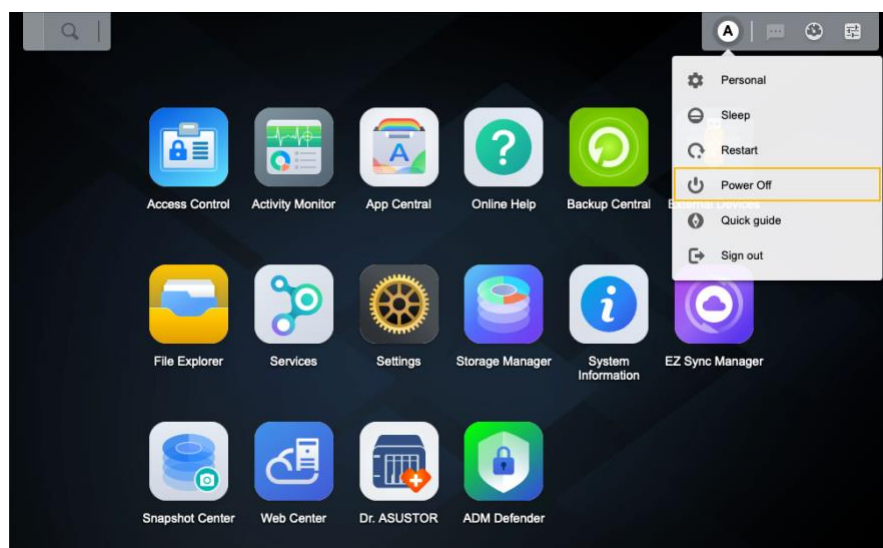 A
Personal
Sleep
Restart
Power Off
Quick guide
Sign out
A
?
Access Control
Activity Monitor
App Central
Online Help
Backup Central
External Devices
File Explorer
Services
Settings
Storage Manager
i
System
Information
EZ Sync Manager
Snapshot Center
Web Center
Dr. ASUSTOR
ADM Defender